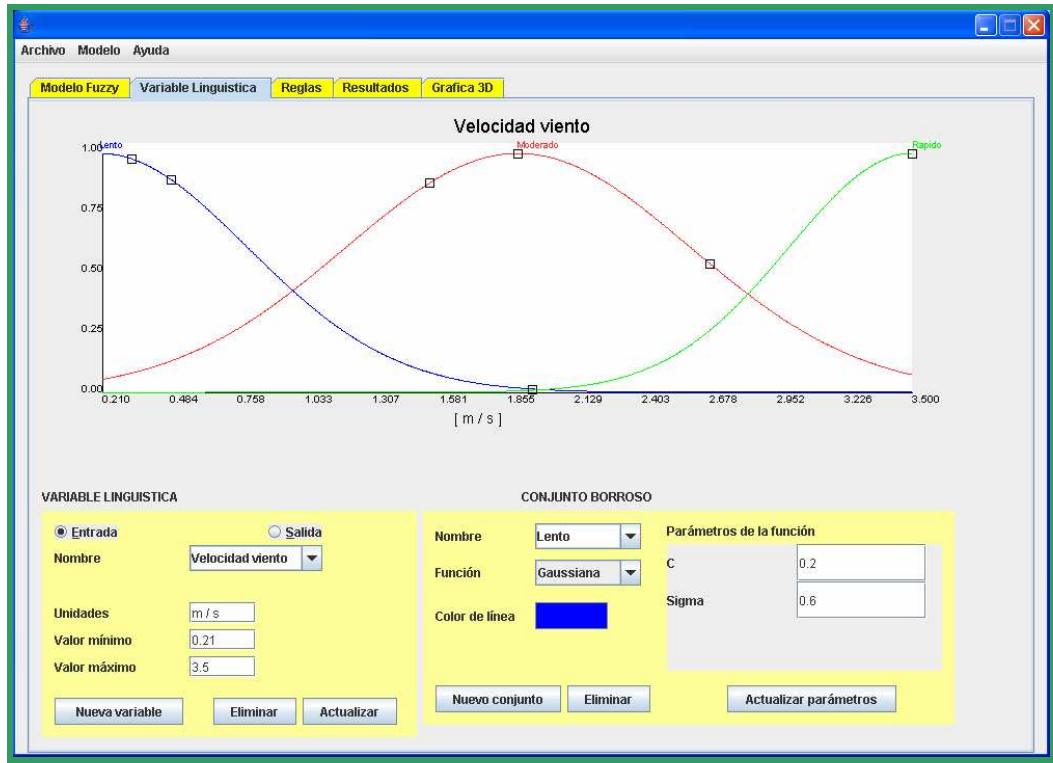 Archivo Modelo Ayuda
Modelo Fuzzy Variable Linguistica Reglas Resultados Grafica 3D
Velocidad viento
Lento Moderado Rapido
1.00
0.75
0.50
0.25
0.00
0.210 0.484 0.758 1.033 1.307 1.581 1.855 2.129 2.403 2.678 2.952 3.226 3.500
[ m / s ]
VARIABLE LINGUISTICA
Entrada Salida
Nombre Velocidad viento
Unidades m / s
Valor mínimo 0.21
Valor máximo 3.5
Nueva variable Eliminar Actualizar
CONJUNTO BORROSO
Nombre Lento
Función Gaussiana
Color de línea
Parámetros de la función
C 0.2
Sigma 0.6
Nuevo conjunto Eliminar Actualizar parámetros